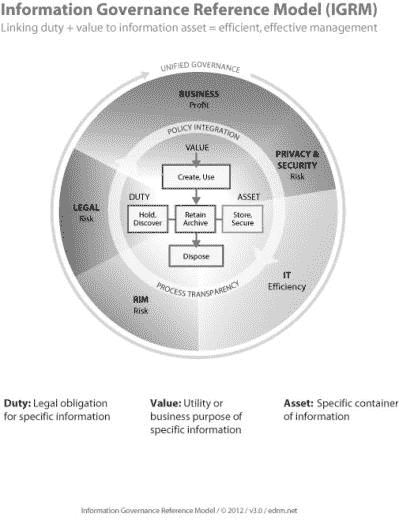 Information Governance Reference Model (IGRM)
Linking duty + value to information asset = efficient, effective management
UNIFIED GOVERNANCE
BUSINESS
Profit
POLICY INTEGRATION
VALUE
Create, Use
PRIVACY &
SECURITY
Risk
DUTY
ASSET
LEGAL
Risk
Hold,
Discover
Retain
Archive
Store,
Secure
Dispose
IT
Efficiency
RIM
Risk
PROCESS TRANSPARENCY
Duty: Legal obligation
for specific information
Value: Utility or
business purpose of
specific information
Asset: Specific container
of information
Information Governance Reference Model / © 2012 / v3.0 / edrm.net